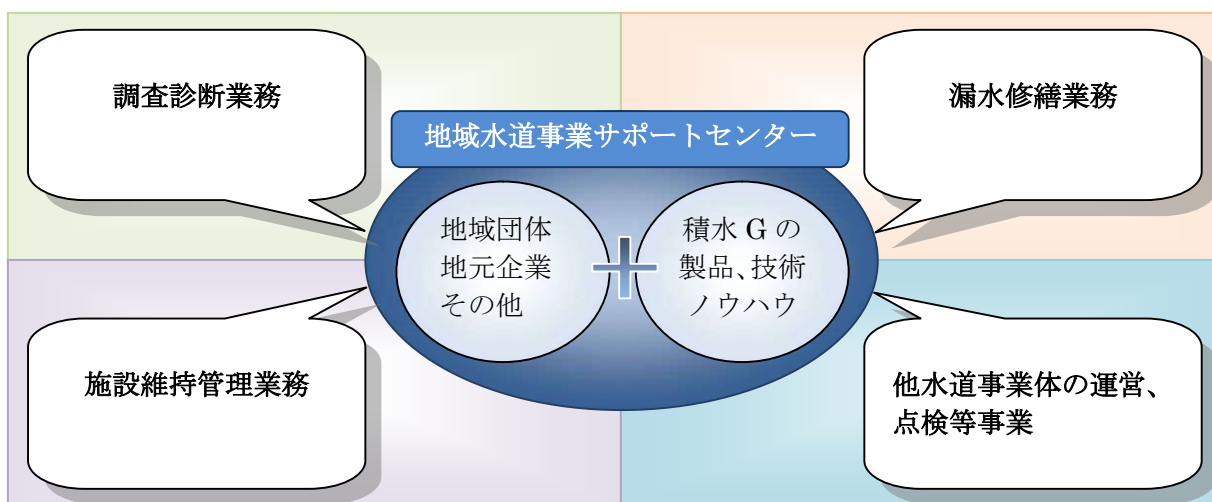 調査診断業務
漏水修繕業務
地域水道事業サポートセンター
地域団体
地元企業
その他
積水 G の
製品、技術
ノウハウ
施設維持管理業務
他水道事業体の運営、
点検等事業